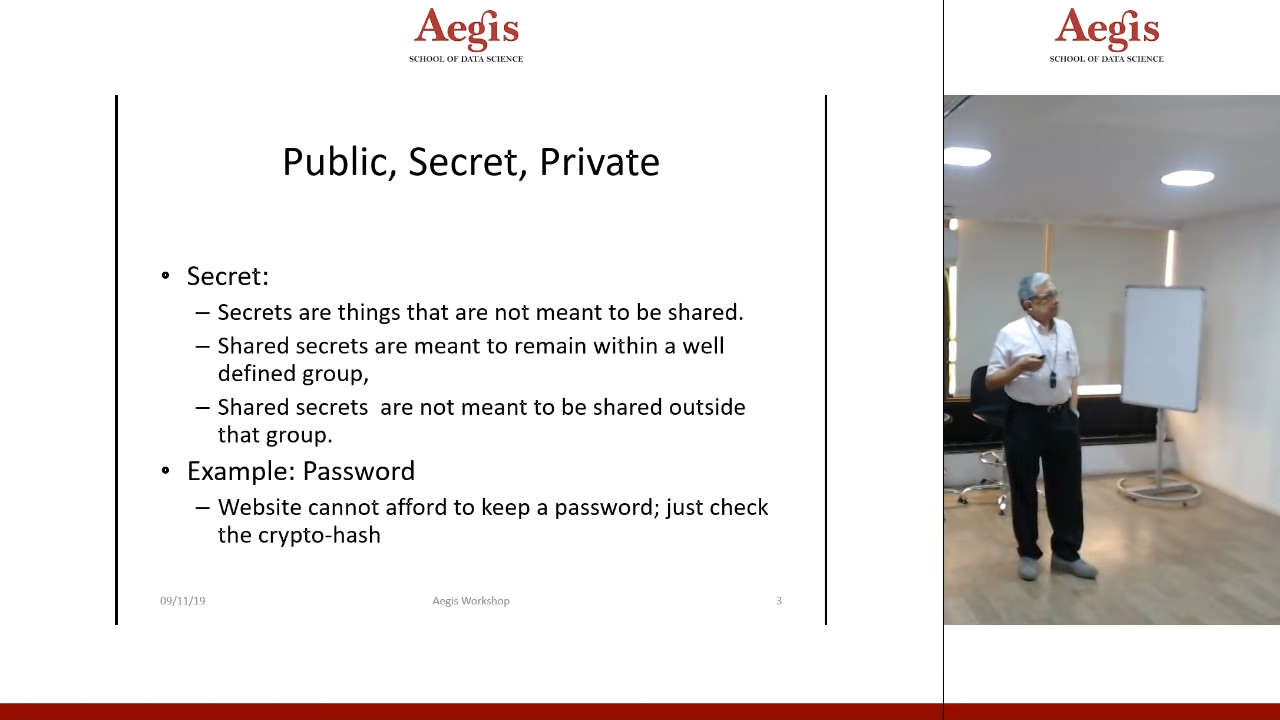 Aegis
SCHOOL OF DATA SCIENCE
Aegis
SCHOOL OF DATA SCIENCE
Public, Secret, Private
• Secret:
– Secrets are things that are not meant to be shared.
– Shared secrets are meant to remain within a well
defined group,
– Shared secrets  are not meant to be shared outside
that group.
• Example: Password
– Website cannot afford to keep a password; just check
the crypto-hash
09/11/19
Aegis Workshop
3